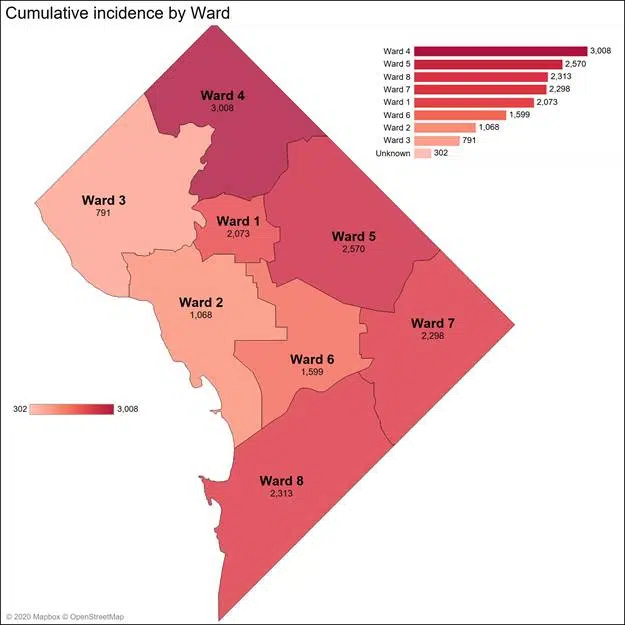 Cumulative incidence by Ward
Ward 4 3,008
Ward 5 2,570
Ward 8 2,313
Ward 7 2,298
Ward 1 2,073
Ward 6 1,599
Ward 2 1,068
Ward 3 791
Unknown 302
Ward 4
3,008
Ward 3
791
Ward 1
2,073
Ward 5
2,570
Ward 2
1,068
Ward 7
2,298
Ward 6
1,599
302 3,008
Ward 8
2,313
© 2020 Mapbox © OpenStreetMap